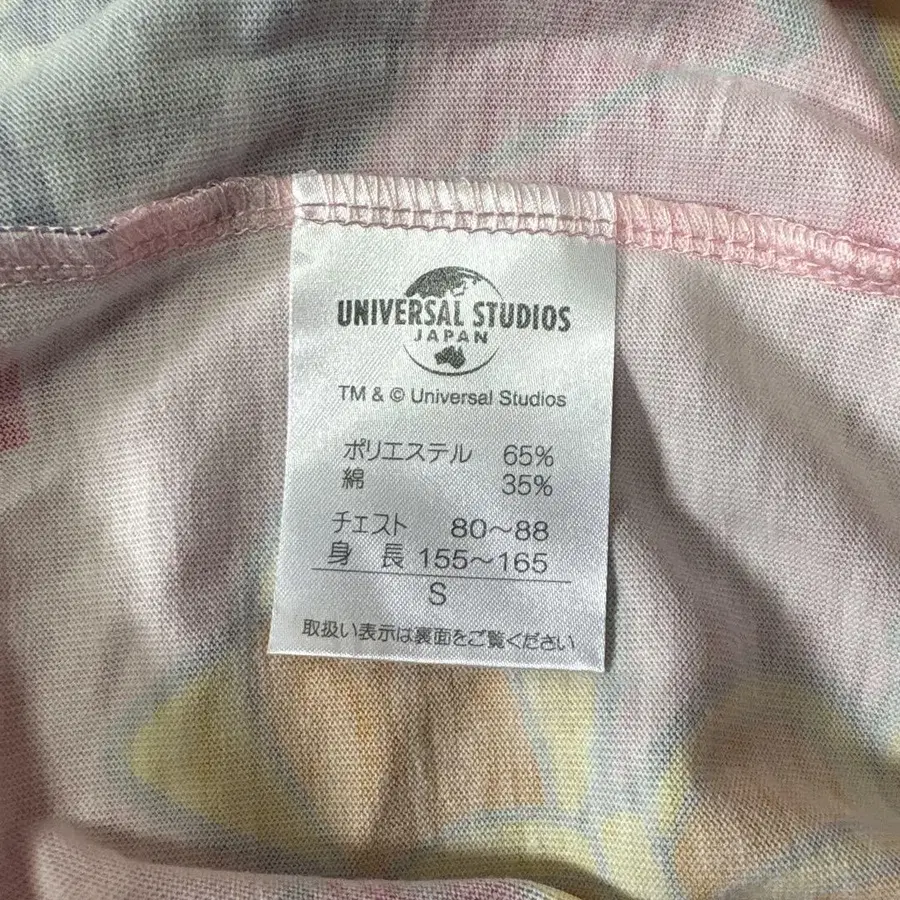 UNIVERSAL STUDIOS
JAPAN
TM & © Universal Studios
ポリエステル 65%
綿 35%
チェスト 80～88
身 長 155～165
S
取扱い表示は裏面をご覧ください